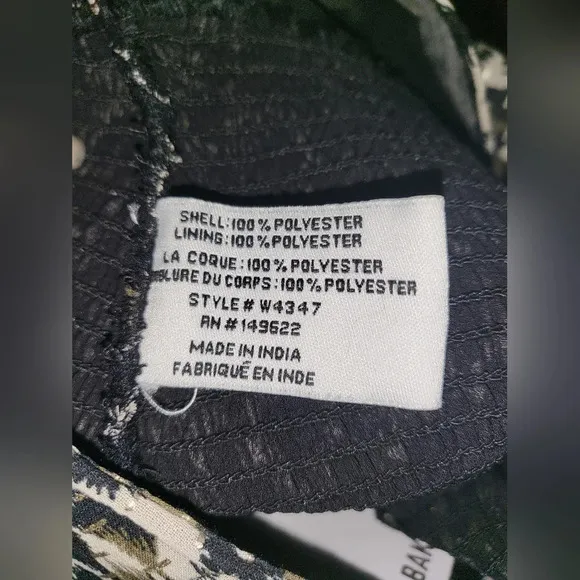 SHELL:100% POLYESTER
LINING:100% POLYESTER
LA COQUE:100% POLYESTER
DU CORPS:100% POLYESTER
STYLE# W4347
RN #149622
MADE IN INDIA
FABRIQUÉ EN INDE